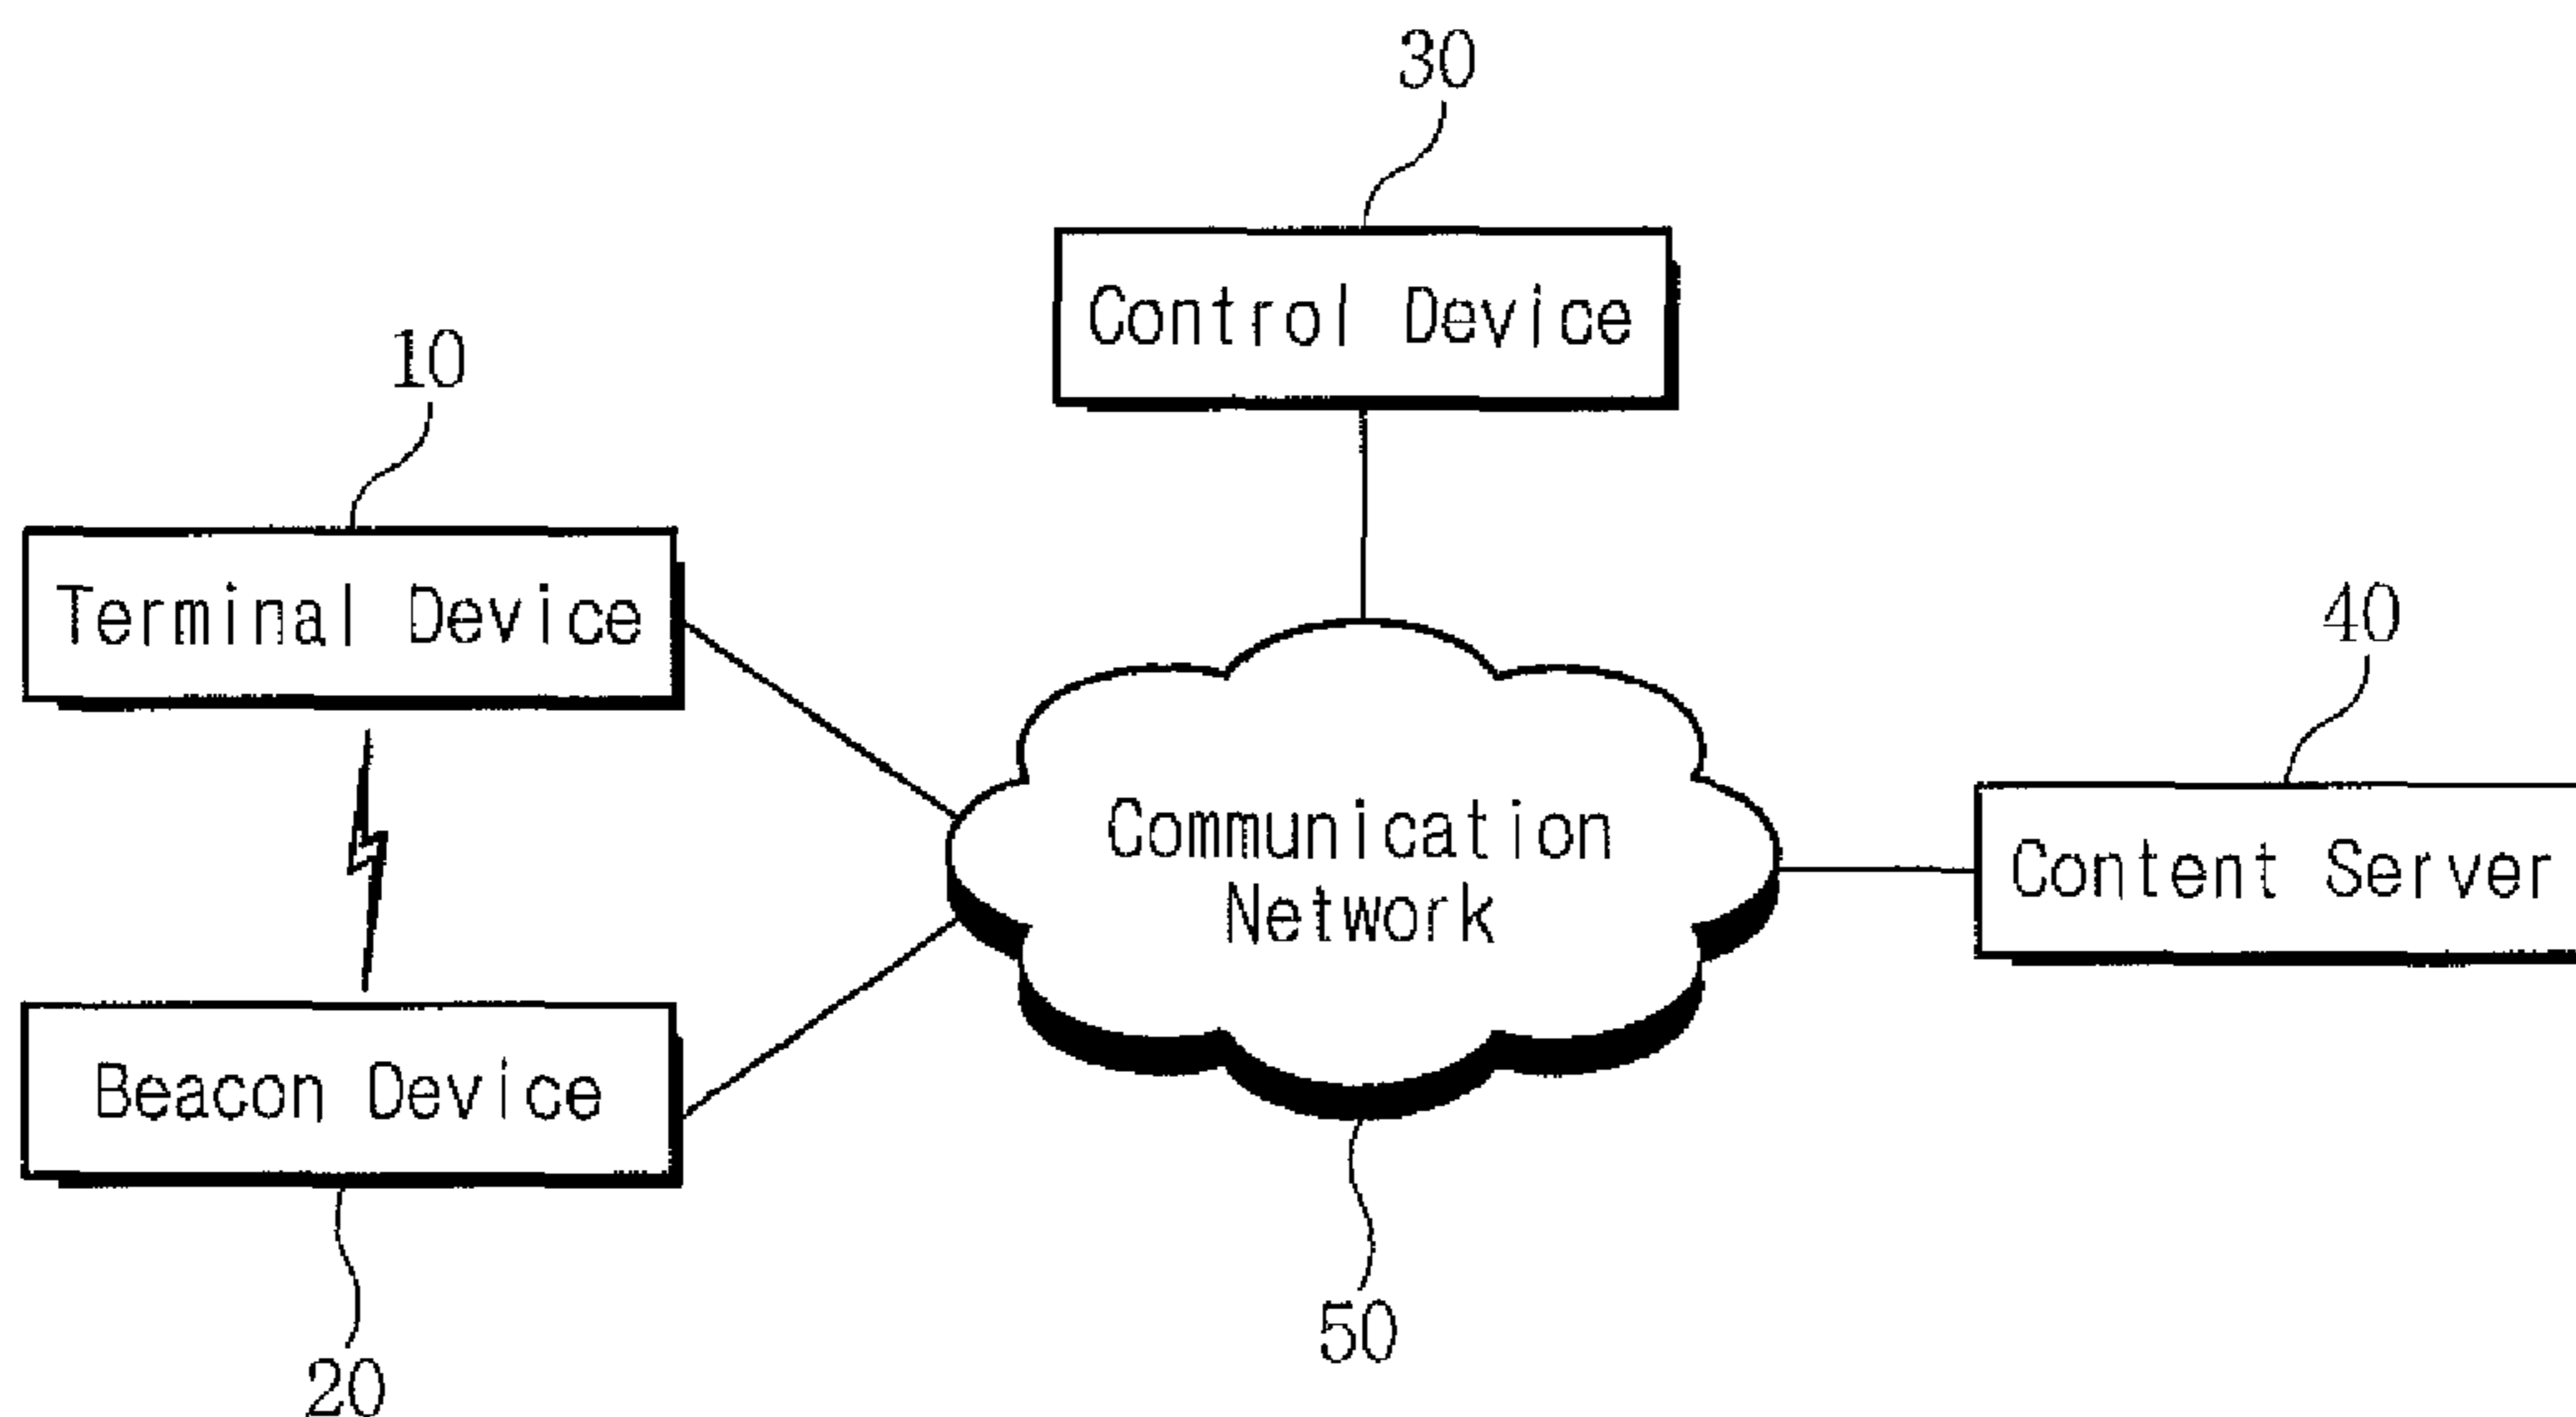 30
Control Device
10
Terminal Device
40
Communication
Network
Content Server
Beacon Device
50
20